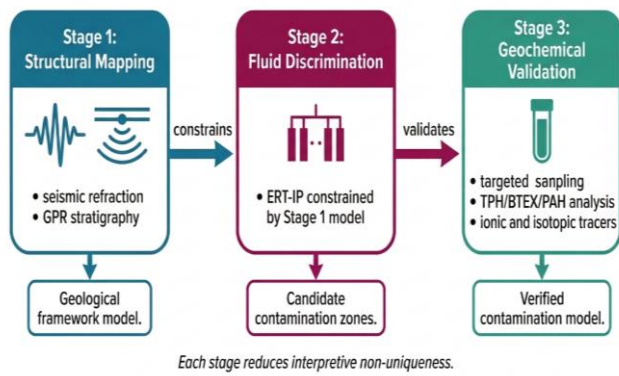 Stage 1:
Structural Mapping
• seismic refraction
• GPR stratigraphy
Geological
framework model.
constrains
Stage 2:
Fluid Discrimination
• ERT-IP constrained
by Stage 1 model
Candidate
contamination zones.
validates
Stage 3:
Geochemical
Validation
• targeted sampling
• TPH/BTEX/PAH analysis
• ionic and isotopic tracers
Verified
contamination model.
Each stage reduces interpretive non-uniqueness.